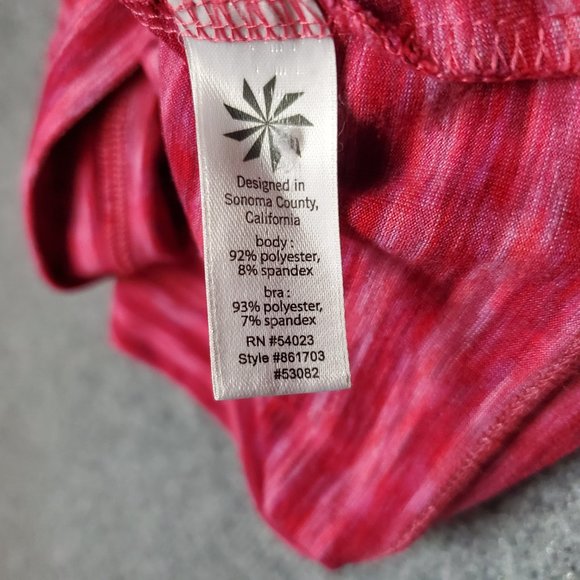 Designed in
Sonoma County,
California
body :
92% polyester,
8% spandex
bra :
93% polyester,
7% spandex
RN #54023
Style #861703
#53082